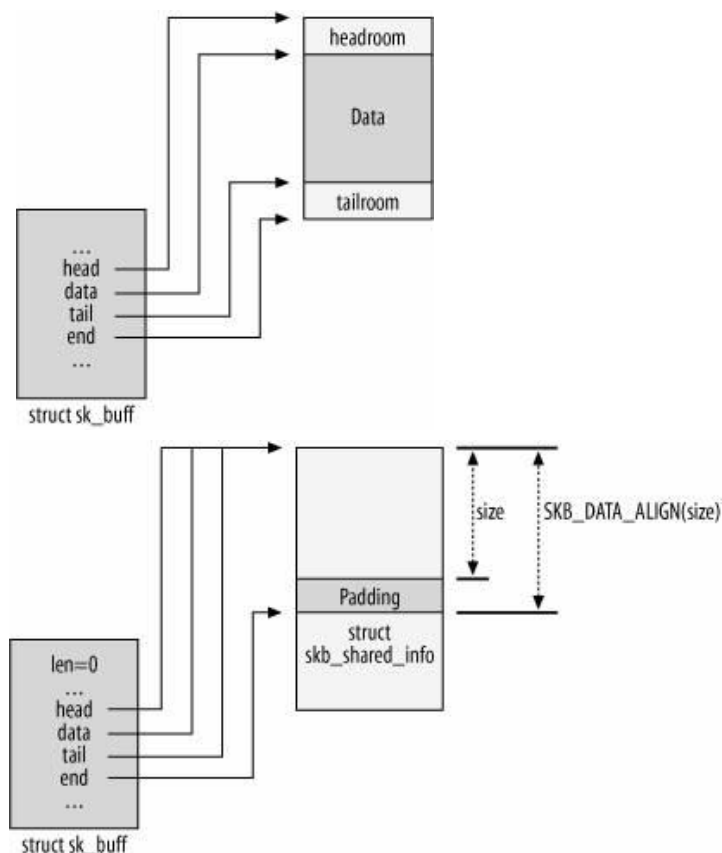 headroom
Data
tailroom
...
head
data
tail
end
...
struct sk_buff
size
SKB_DATA_ALIGN(size)
Padding
struct
skb_shared_info
len=0
...
head
data
tail
end
...
struct sk_buff